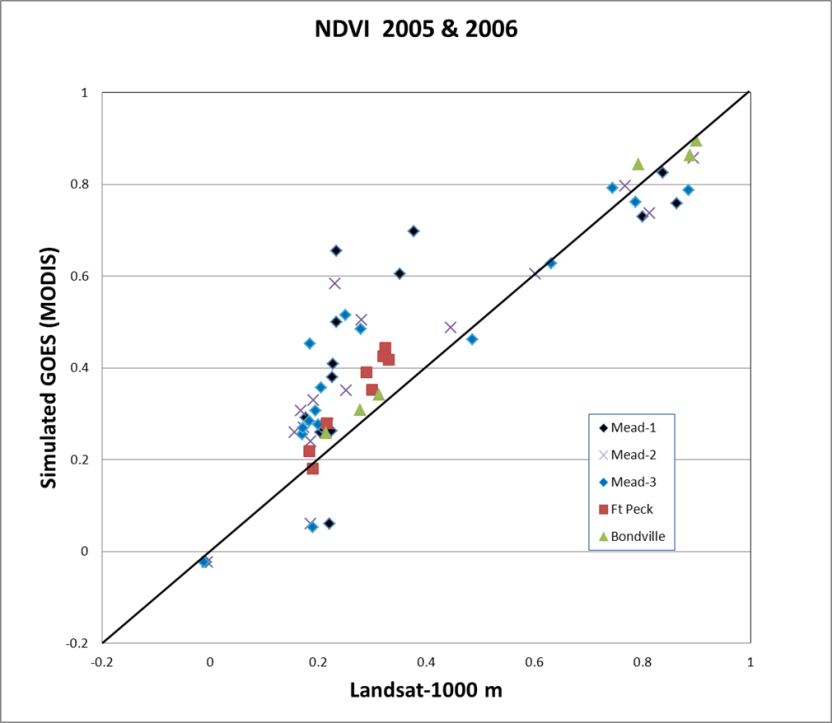 NDVI 2005 & 2006
Simulated GOES (MODIS)
1
0.8
0.6
0.4
0.2
0
-0.2
-0.2 0 0.2 0.4 0.6 0.8 1
Landsat-1000 m
Mead-1
Mead-2
Mead-3
Ft Peck
Bondville